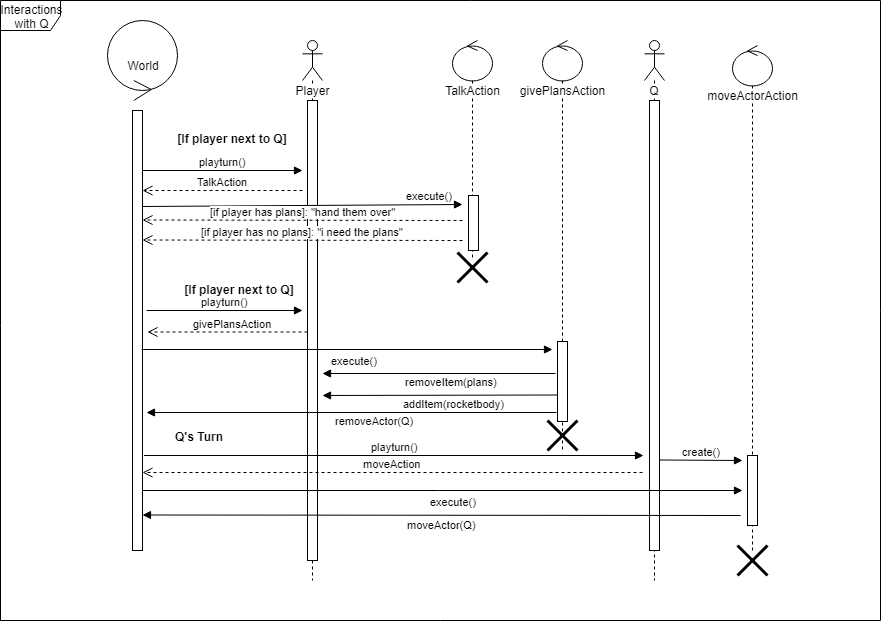 Interactions
with Q
World
Player
TalkAction
givePlansAction
Q
moveActorAction
[If player next to Q]
playturn()
TalkAction
execute()
[if player has plans]: "hand them over"
[if player has no plans]: "i need the plans"
[If player next to Q]
playturn()
givePlansAction
execute()
removeItem(plans)
addItem(rocketbody)
removeActor(Q)
Q's Turn
playturn()
create()
moveAction
execute()
moveActor(Q)